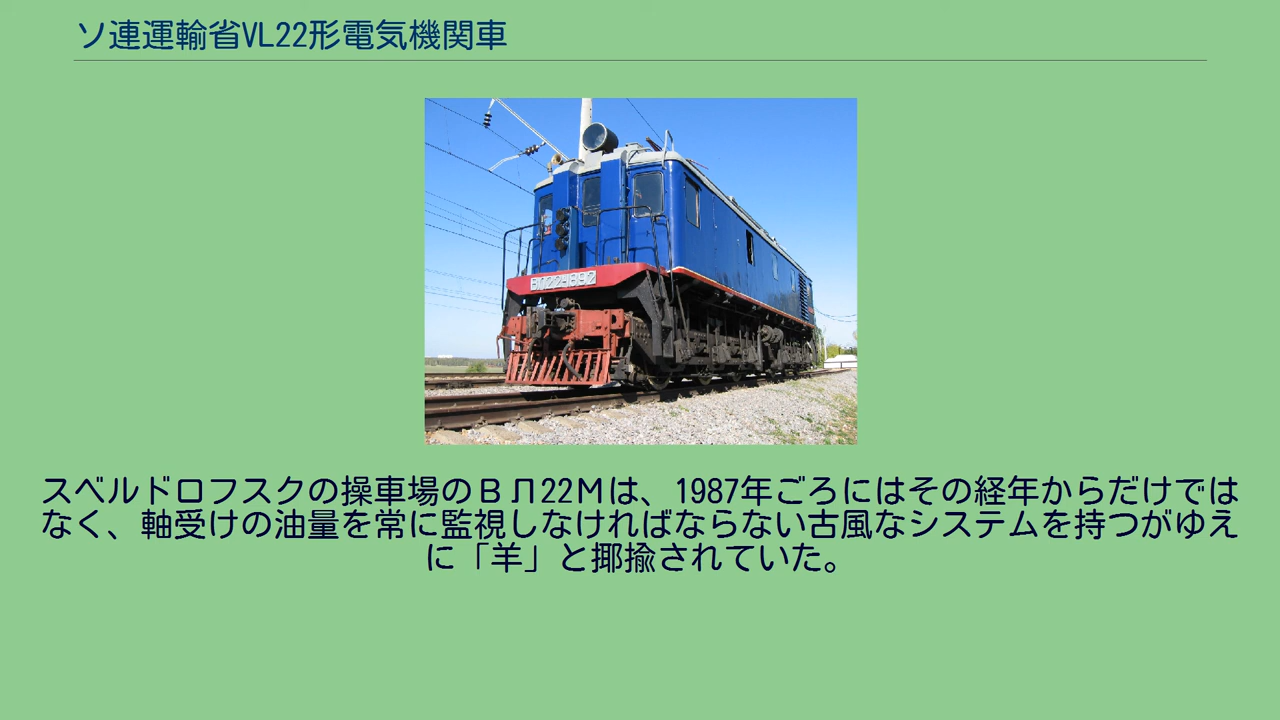 ソ連運輸省VL22形電気機関車
ВЛ22-1892
スベルドロフスクの操車場のВЛ22Мは、1987年ごろにはその経年からだけでは
なく、軸受けの油量を常に監視しなければならない古風なシステムを持つがゆえ
に「羊」と揶揄されていた。